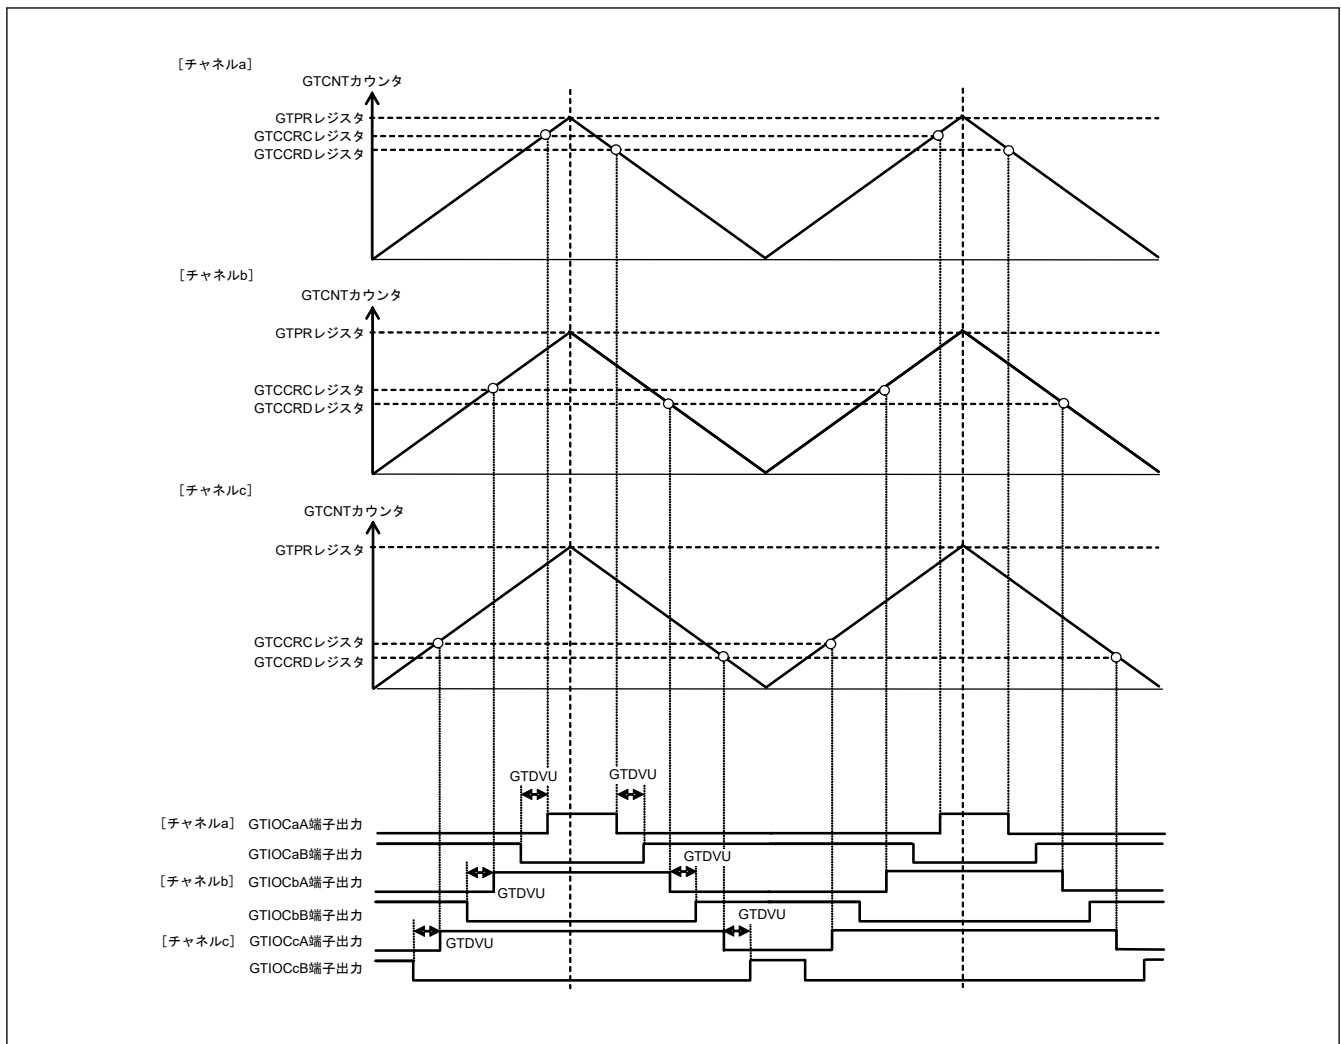 ［チャネルa］
GTCNTカウンタ
GTPRレジスタ
GTCCRCレジスタ
GTCCRDレジスタ
［チャネルb］
GTCNTカウンタ
GTPRレジスタ
GTCCRCレジスタ
GTCCRDレジスタ
［チャネルc］
GTCNTカウンタ
GTPRレジスタ
GTCCRCレジスタ
GTCCRDレジスタ
GTDVU GTDVU
［チャネルa］ GTIOCaA端子出力
GTIOCaB端子出力 GTDVU
［チャネルb］ GTIOCbA端子出力 GTDVU
GTIOCbB端子出力 GTDVU
［チャネルc］ GTIOCcA端子出力 GTDVU
GTIOCcB端子出力